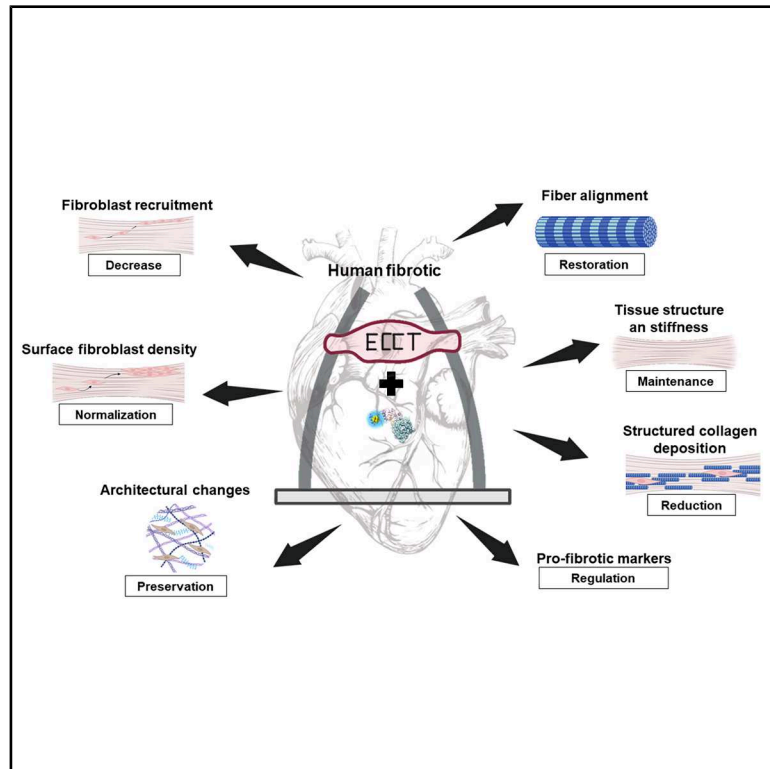 Fibroblast recruitment
Decrease
Surface fibroblast density
Normalization
Architectural changes
Preservation
Human fibrotic
ECCT
Fiber alignment
Restoration
Tissue structure
an stiffness
Maintenance
Structured collagen
deposition
Reduction
Pro-fibrotic markers
Regulation